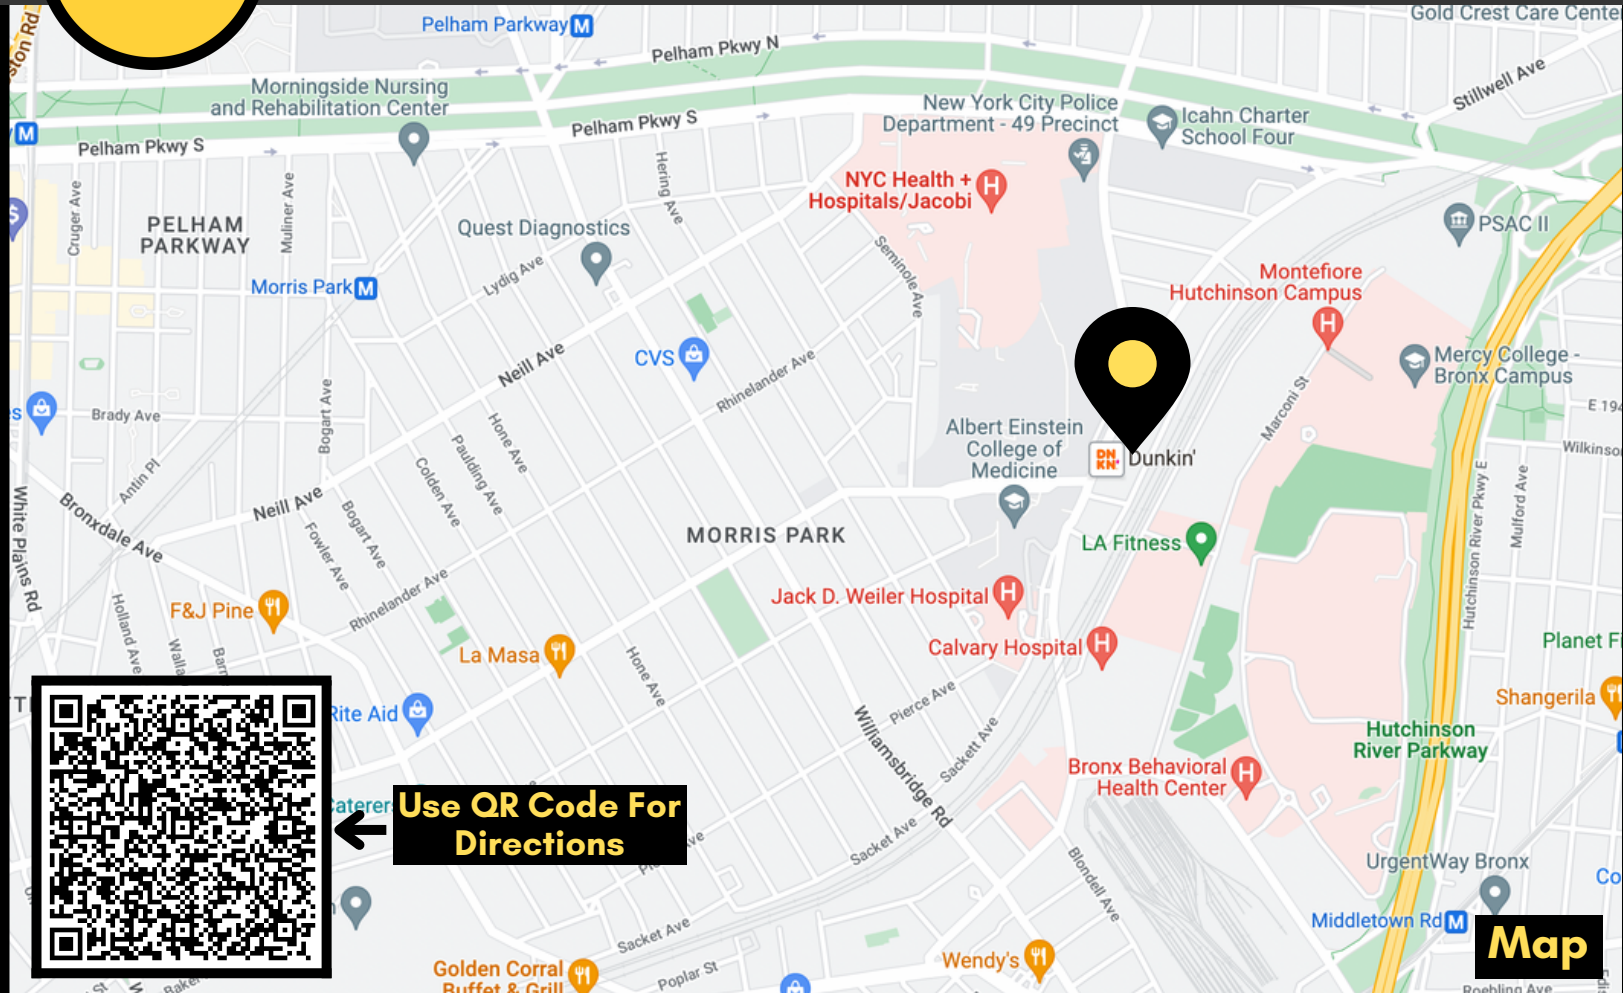 Gold Crest Care Center
Pelham Parkway M
Pelham Pkwy N
Stillwell Ave
Morningside Nursing
and Rehabilitation Center
New York City Police
Department - 49 Precinct
Icahn Charter
School Four
Pelham Pkwy S
M
Pelham Pkwy S
Hering Ave
NYC Health +
Hospitals/Jacobi
H
Cruger Ave
Muliner Ave
PELHAM
PARKWAY
$
Quest Diagnostics
PSAC II
Seminole Ave
Lydig Ave
Morris Park M
Montefiore
Hutchinson Campus
H
Neill Ave
CVS
Rhinelander Ave
Mercy College -
Bronx Campus
Marconi St
Brady Ave
Bogart Ave
Hone Ave
E 194
Albert Einstein
College of
Medicine
DN
KN'
Dunkin'
Wilkinson
Paulding Ave
Colden Ave
Antin Pl
Neill Ave
White Plains Rd
Bronxdale Ave
Bogart Ave
Fowler Ave
MORRIS PARK
LA Fitness
Hutchinson River Pkwy E
Mulford Ave
Rhinelander Ave
Jack D. Weiler Hospital H
F&J Pine
Holland Ave
Calvary Hospital H
Planet Fi
La Masa
Hone Ave
Pierce Ave
Shangerila
Rite Aid
Williamsbridge Rd
Sackett Ave
Hutchinson
River Parkway
Bronx Behavioral
Health Center
H
Caterers
Use QR Code For
Directions
Sacket Ave
Blondell Ave
UrgentWay Bronx
Co
Middletown Rd M
Map
Sacket Ave
Wendy's
Golden Corral
Buffet & Grill
Poplar St
Roebling Ave